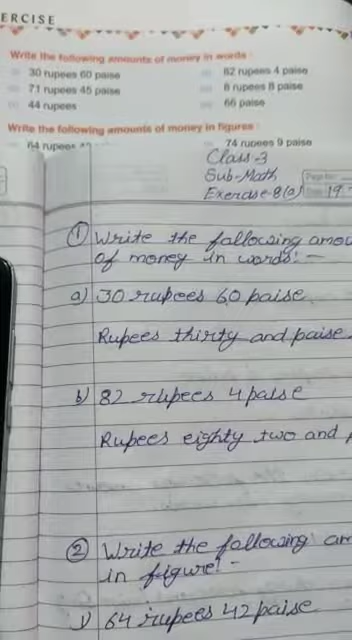 ERCISE
Write the following amounts of money in words :
30 rupees 60 paise
82 rupees 4 paise
71 rupees 45 paise
8 rupees 8 paise
44 rupees
66 paise
Write the following amounts of money in figures :
64 rupees
74 rupees 9 paise
Class-3
Sub-Math
Exercise-8(a)
19
① Write the fallowing amou
of money in words:-
a) 30 rupees 60 paise
Rupees thirty and paise
b) 82 rupees 4 paise
Rupees eighty two and
② Write the fallowing am
in figure! -
64 rupees 42 paise